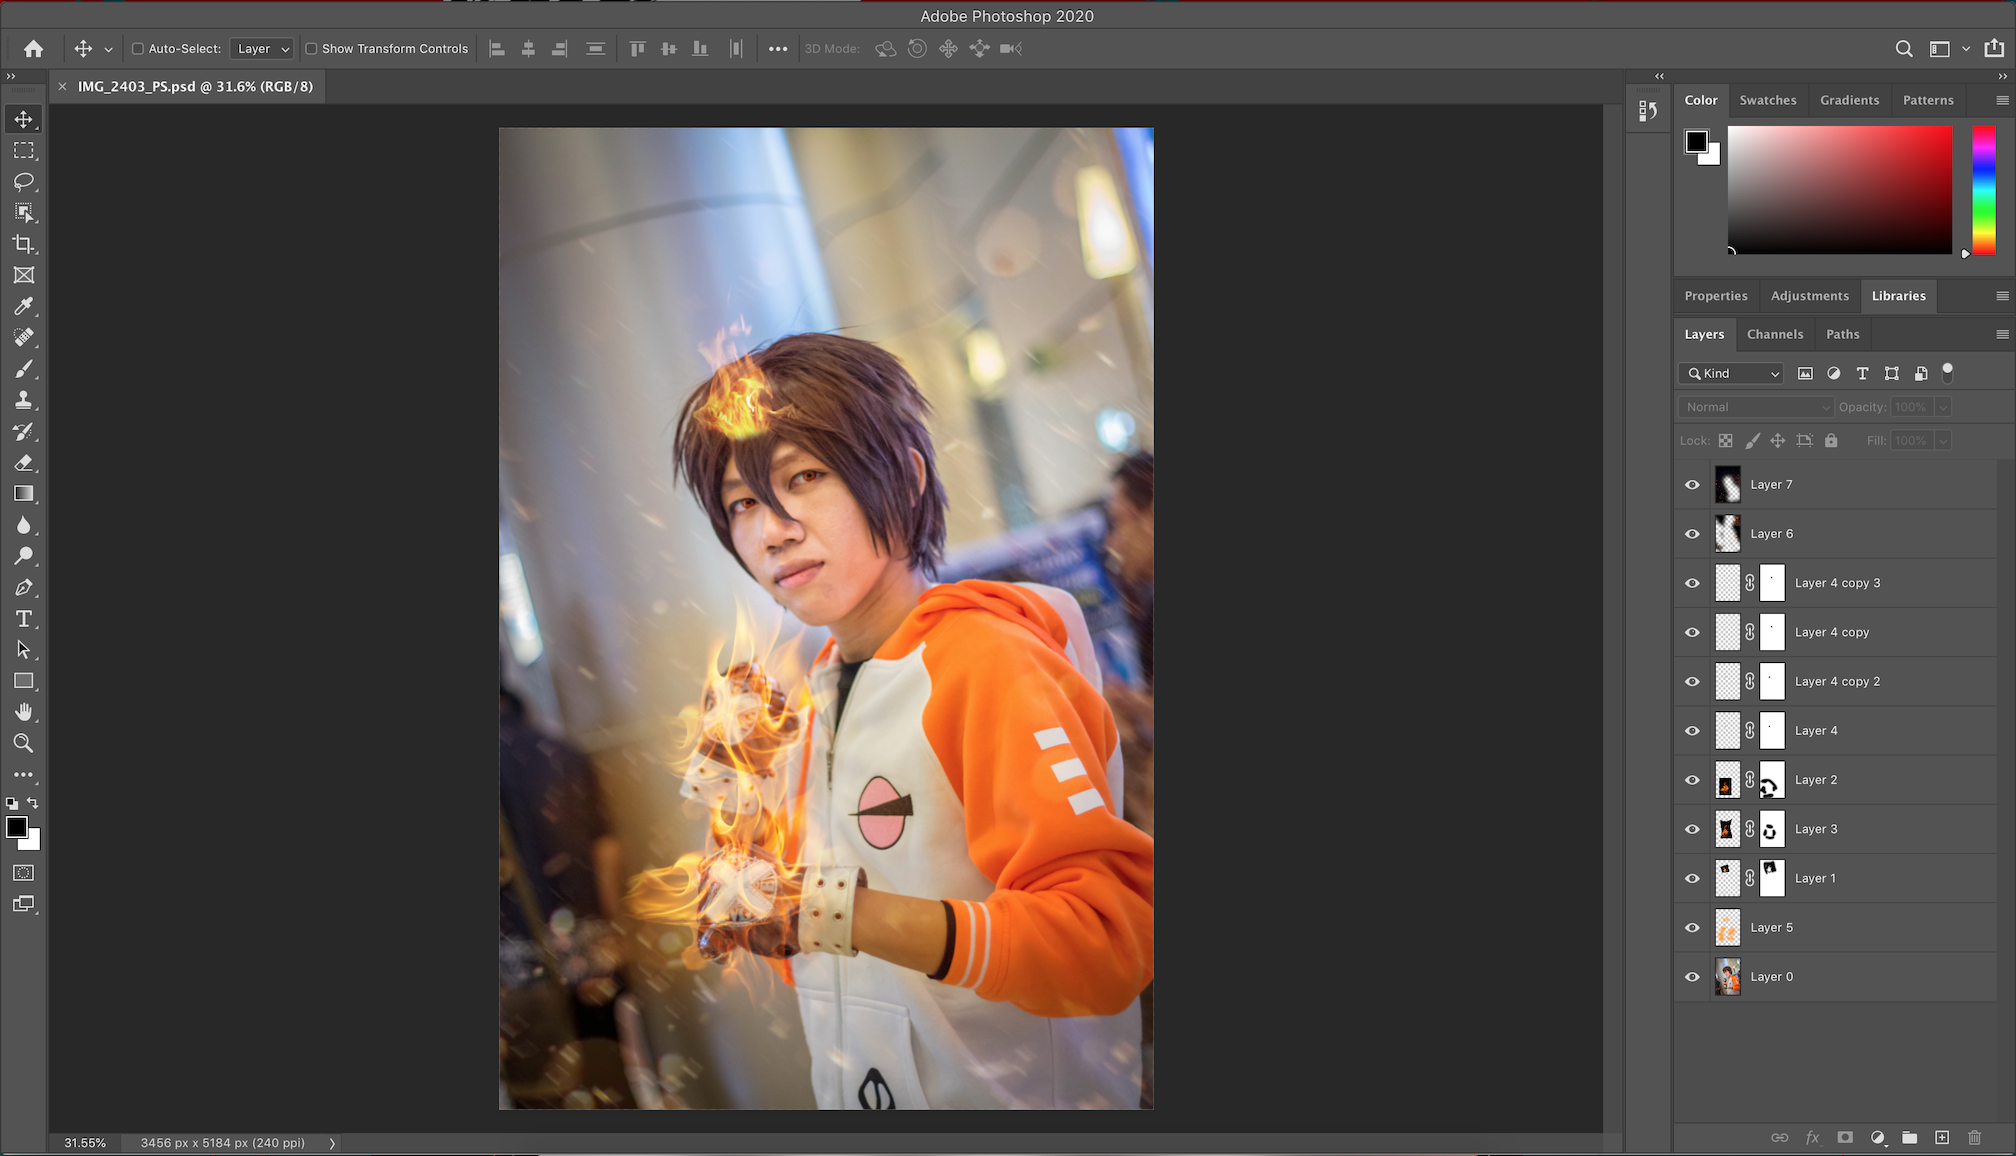 Adobe Photoshop 2020
Auto-Select: Layer Show Transform Controls 3D Mode:
IMG_2403_PS.psd @ 31.6% (RGB/8)
Color Swatches Gradients Patterns
Properties Adjustments Libraries
Layers Channels Paths
Kind
Normal Opacity: 100%
Lock: Fill: 100%
Layer 7
Layer 6
Layer 4 copy 3
Layer 4 copy
Layer 4 copy 2
Layer 4
Layer 2
Layer 3
Layer 1
Layer 5
Layer 0
fx
31.55% 3456 px x 5184 px (240 ppi)